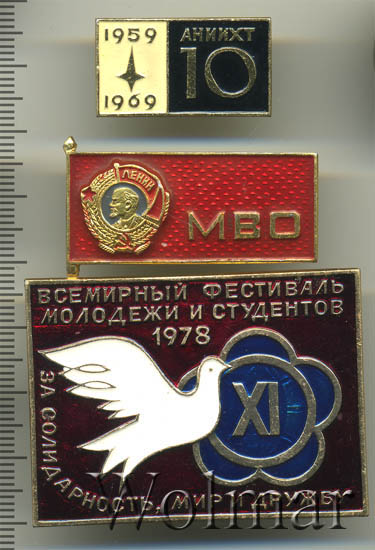 1959
1969
АНИИХТ
10
ЛЕНИН
МВО
ВСЕМИРНЫЙ ФЕСТИВАЛЬ
МОЛОДЕЖИ И СТУДЕНТОВ
1978
XI
ЗА СОЛИДАРНОСТЬ, МИР И ДРУЖБУ
Wolmar